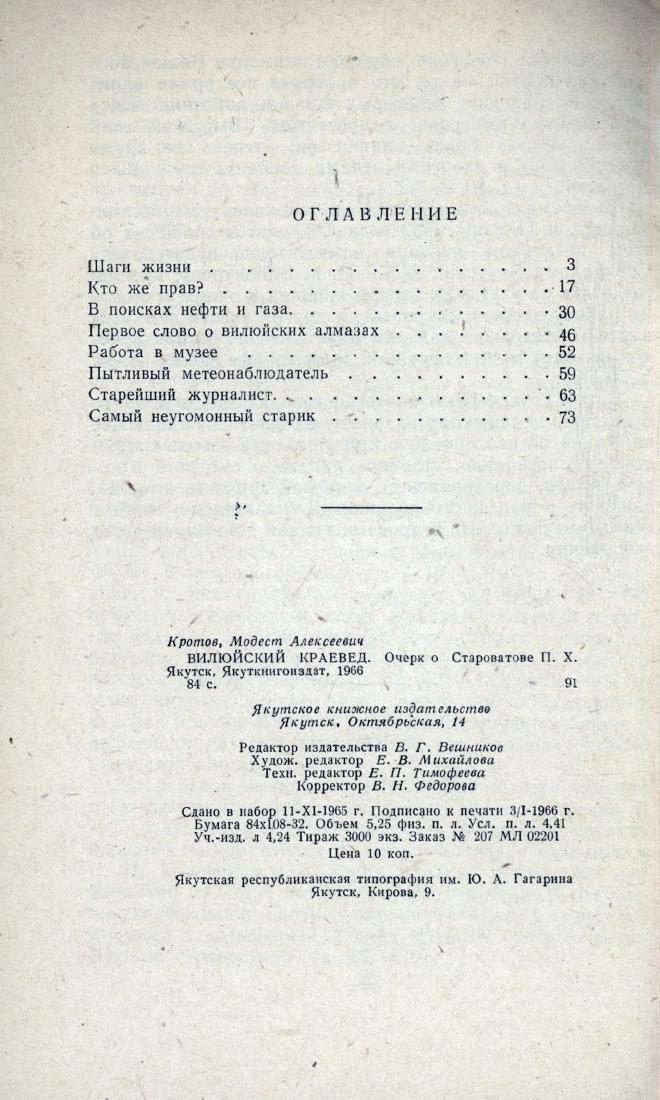 ОГЛАВЛЕНИЕ
Шаги жизни . . . . . . . . . . . . . . . . . 3
Кто же прав? . . . . . . . . . . . . . . . . 17
В поисках нефти и газа. . . . . . . . . . . . . 30
Первое слово о вилюйских алмазах . . . . . . . . 46
Работа в музее . . . . . . . . . . . . . . . 52
Пытливый метеонаблюдатель . . . . . . . . . . 59
Старейший журналист. . . . . . . . . . . . . 63
Самый неугомонный старик . . . . . . . . . . . 73
Кротов, Модест Алексеевич
ВИЛЮЙСКИЙ КРАЕВЕД. Очерк о Староватове П. Х.
Якутск, Якуткнигоиздат, 1966
84 с. 91
Якутское книжное издательство
Якутск, Октябрьская, 14
Редактор издательства В. Г. Вешников
Худож. редактор Е. В. Михайлова
Техн. редактор Е. П. Тимофеева
Корректор В. Н. Федорова
Сдано в набор 11-XI-1965 г. Подписано к печати 3/I-1966 г.
Бумага 84х108-32. Объем 5,25 физ. п. л. Усл. п. л. 4,41
Уч.-изд. л 4,24 Тираж 3000 экз. Заказ № 207 МЛ 02201
Цена 10 коп.
Якутская республиканская типография им. Ю. А. Гагарина
Якутск, Кирова, 9.